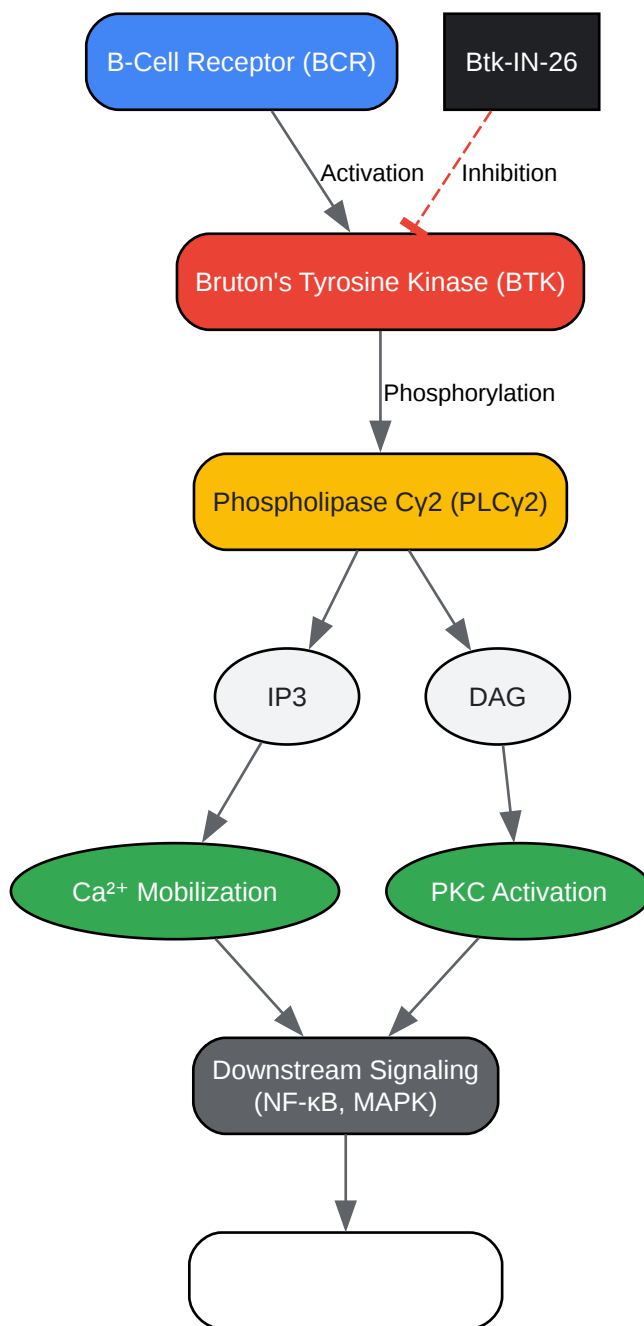 B-Cell Receptor (BCR)
Btk-IN-26
Activation
Inhibition
Bruton's Tyrosine Kinase (BTK)
Phosphorylation
Phospholipase Cγ2 (PLCγ2)
IP3
DAG
Ca²⁺ Mobilization
PKC Activation
Downstream Signaling
(NF-κB, MAPK)